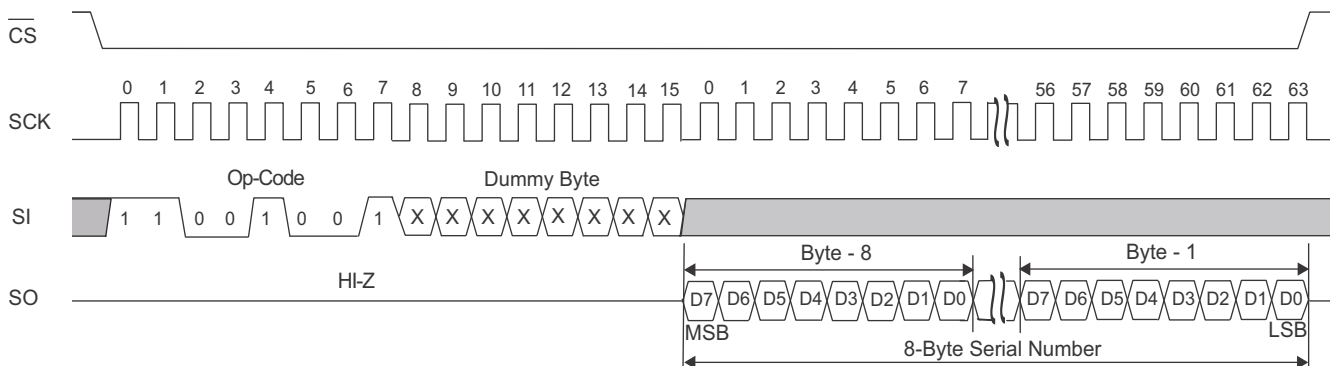 CS
0 1 2 3 4 5 6 7 8 9 10 11 12 13 14 15 0 1 2 3 4 5 6 7 56 57 58 59 60 61 62 63
SCK
Op-Code Dummy Byte
SI 1 1 0 0 1 0 0 1 X X X X X X X X
Byte - 8 Byte - 1
HI-Z
SO D7 D6 D5 D4 D3 D2 D1 D0 D7 D6 D5 D4 D3 D2 D1 D0
MSB LSB
8-Byte Serial Number